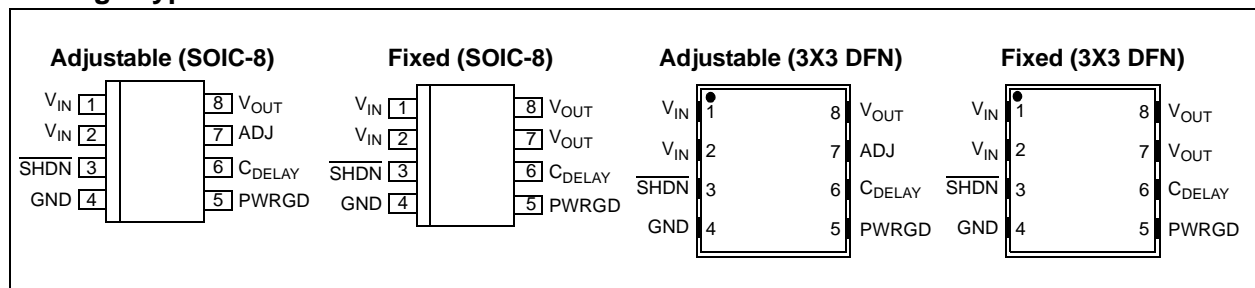 Adjustable (SOIC-8)
VIN 1
VIN 2
SHDN 3
GND 4
8 VOUT
7 ADJ
6 CDELAY
5 PWRGD
Fixed (SOIC-8)
VIN 1
VIN 2
SHDN 3
GND 4
8 VOUT
7 VOUT
6 CDELAY
5 PWRGD
Adjustable (3X3 DFN)
VIN 1
VIN 2
SHDN 3
GND 4
8 VOUT
7 ADJ
6 CDELAY
5 PWRGD
Fixed (3X3 DFN)
VIN 1
VIN 2
SHDN 3
GND 4
8 VOUT
7 VOUT
6 CDELAY
5 PWRGD